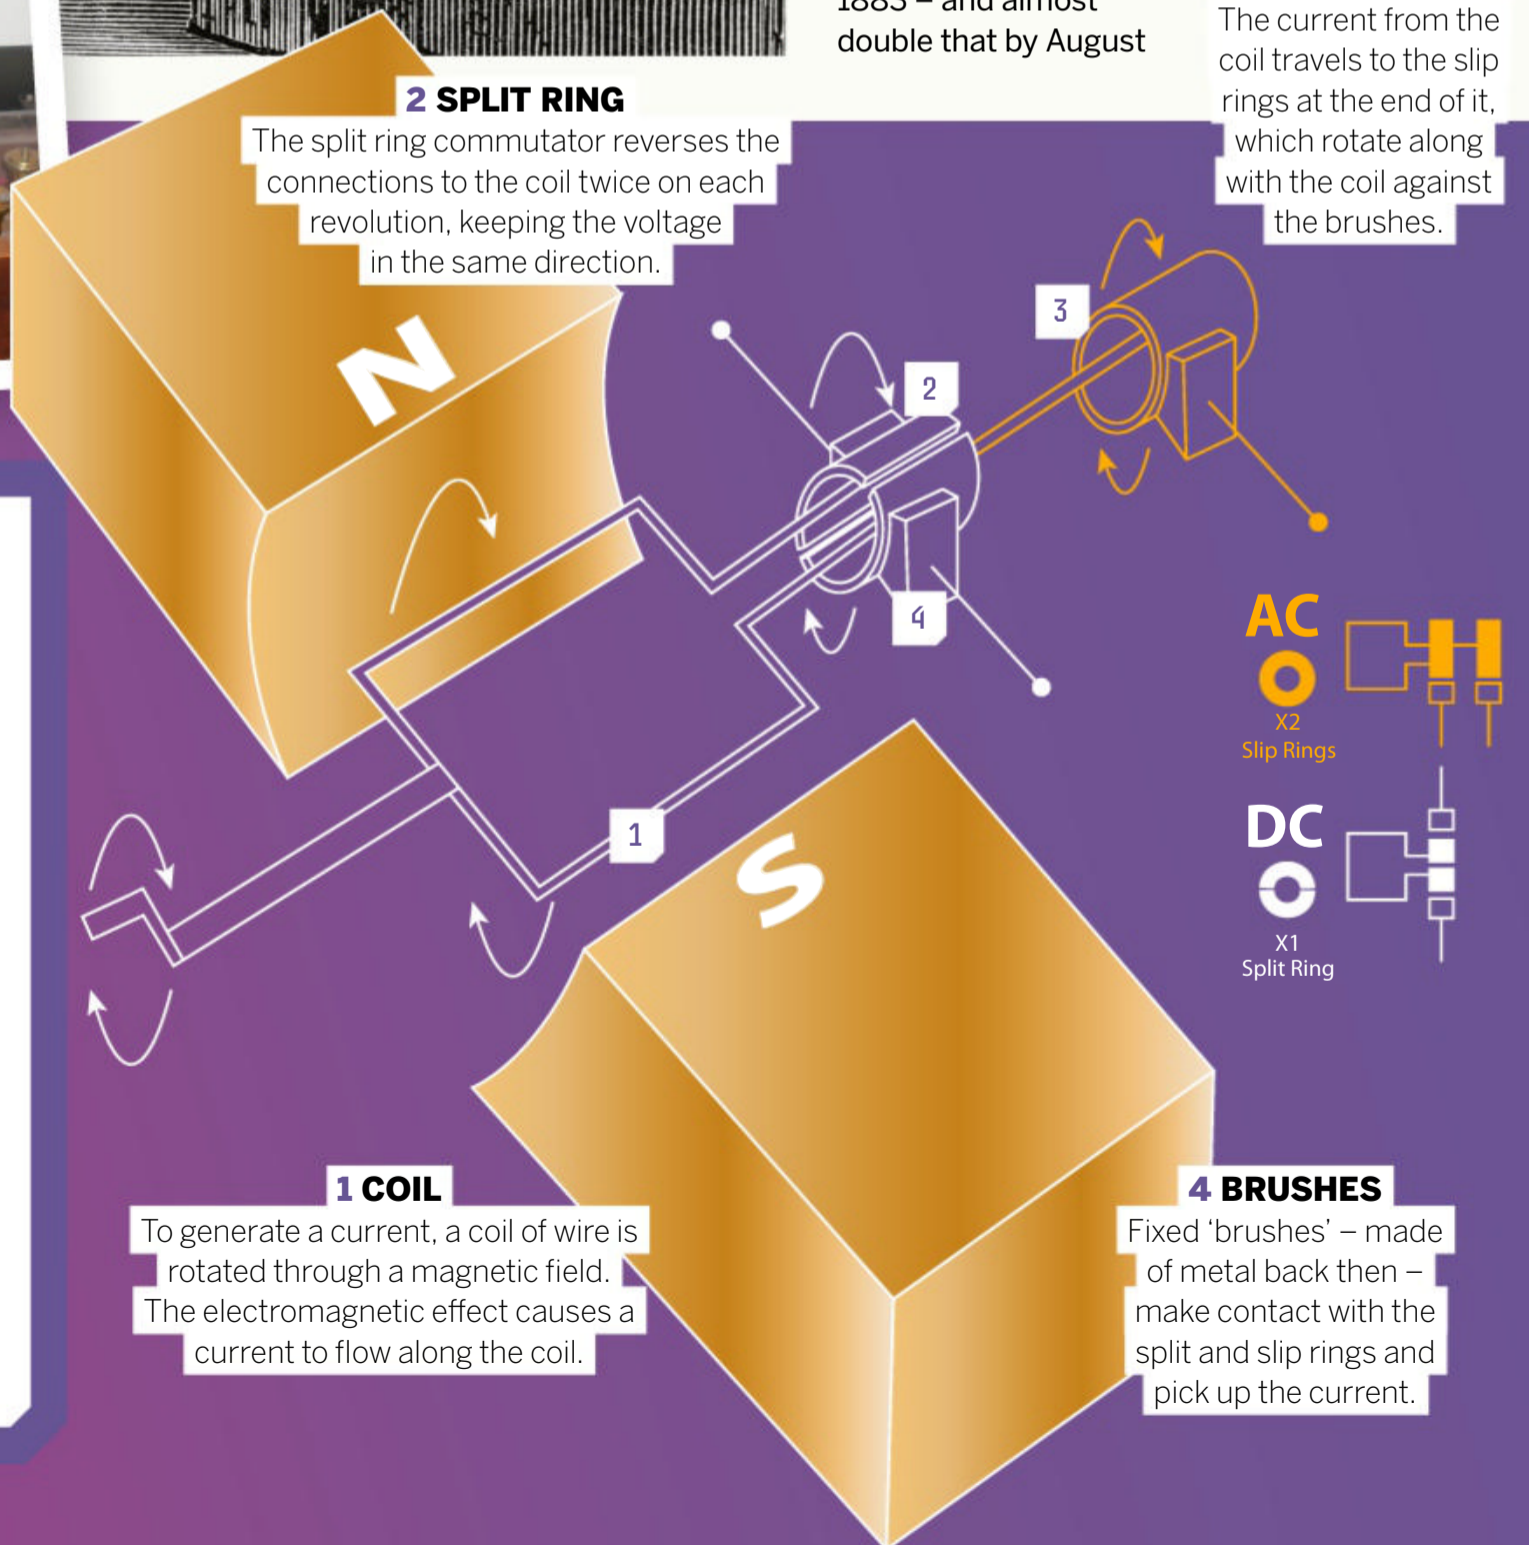 1883 – and almost
double that by August
The current from the
coil travels to the slip
rings at the end of it,
which rotate along
with the coil against
the brushes.
2 SPLIT RING
The split ring commutator reverses the
connections to the coil twice on each
revolution, keeping the voltage
in the same direction.
N
3
2
4
1
S
AC
X2
Slip Rings
DC
X1
Split Ring
1 COIL
To generate a current, a coil of wire is
rotated through a magnetic field.
The electromagnetic effect causes a
current to flow along the coil.
4 BRUSHES
Fixed ‘brushes’ – made
of metal back then –
make contact with the
split and slip rings and
pick up the current.